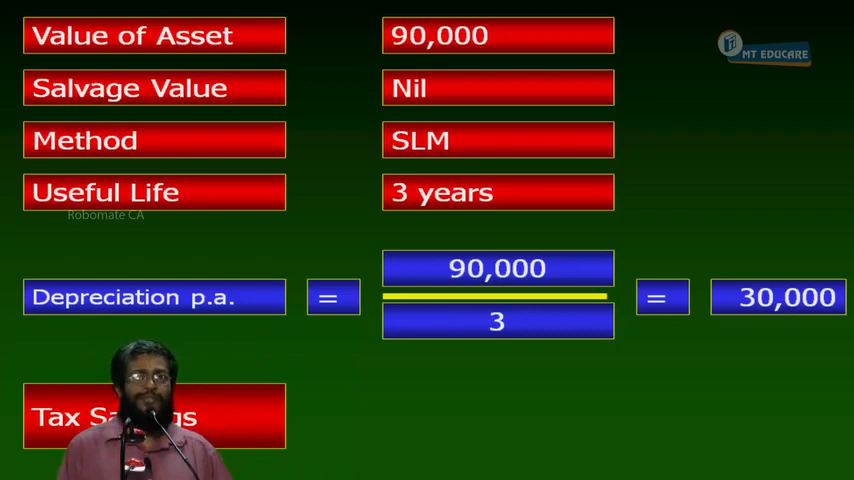 Value of Asset 90,000
MT EDUCARE
Salvage Value Nil
Method SLM
Useful Life 3 years
Robomate CA
Depreciation p.a. = 90,000 = 30,000
3
Tax